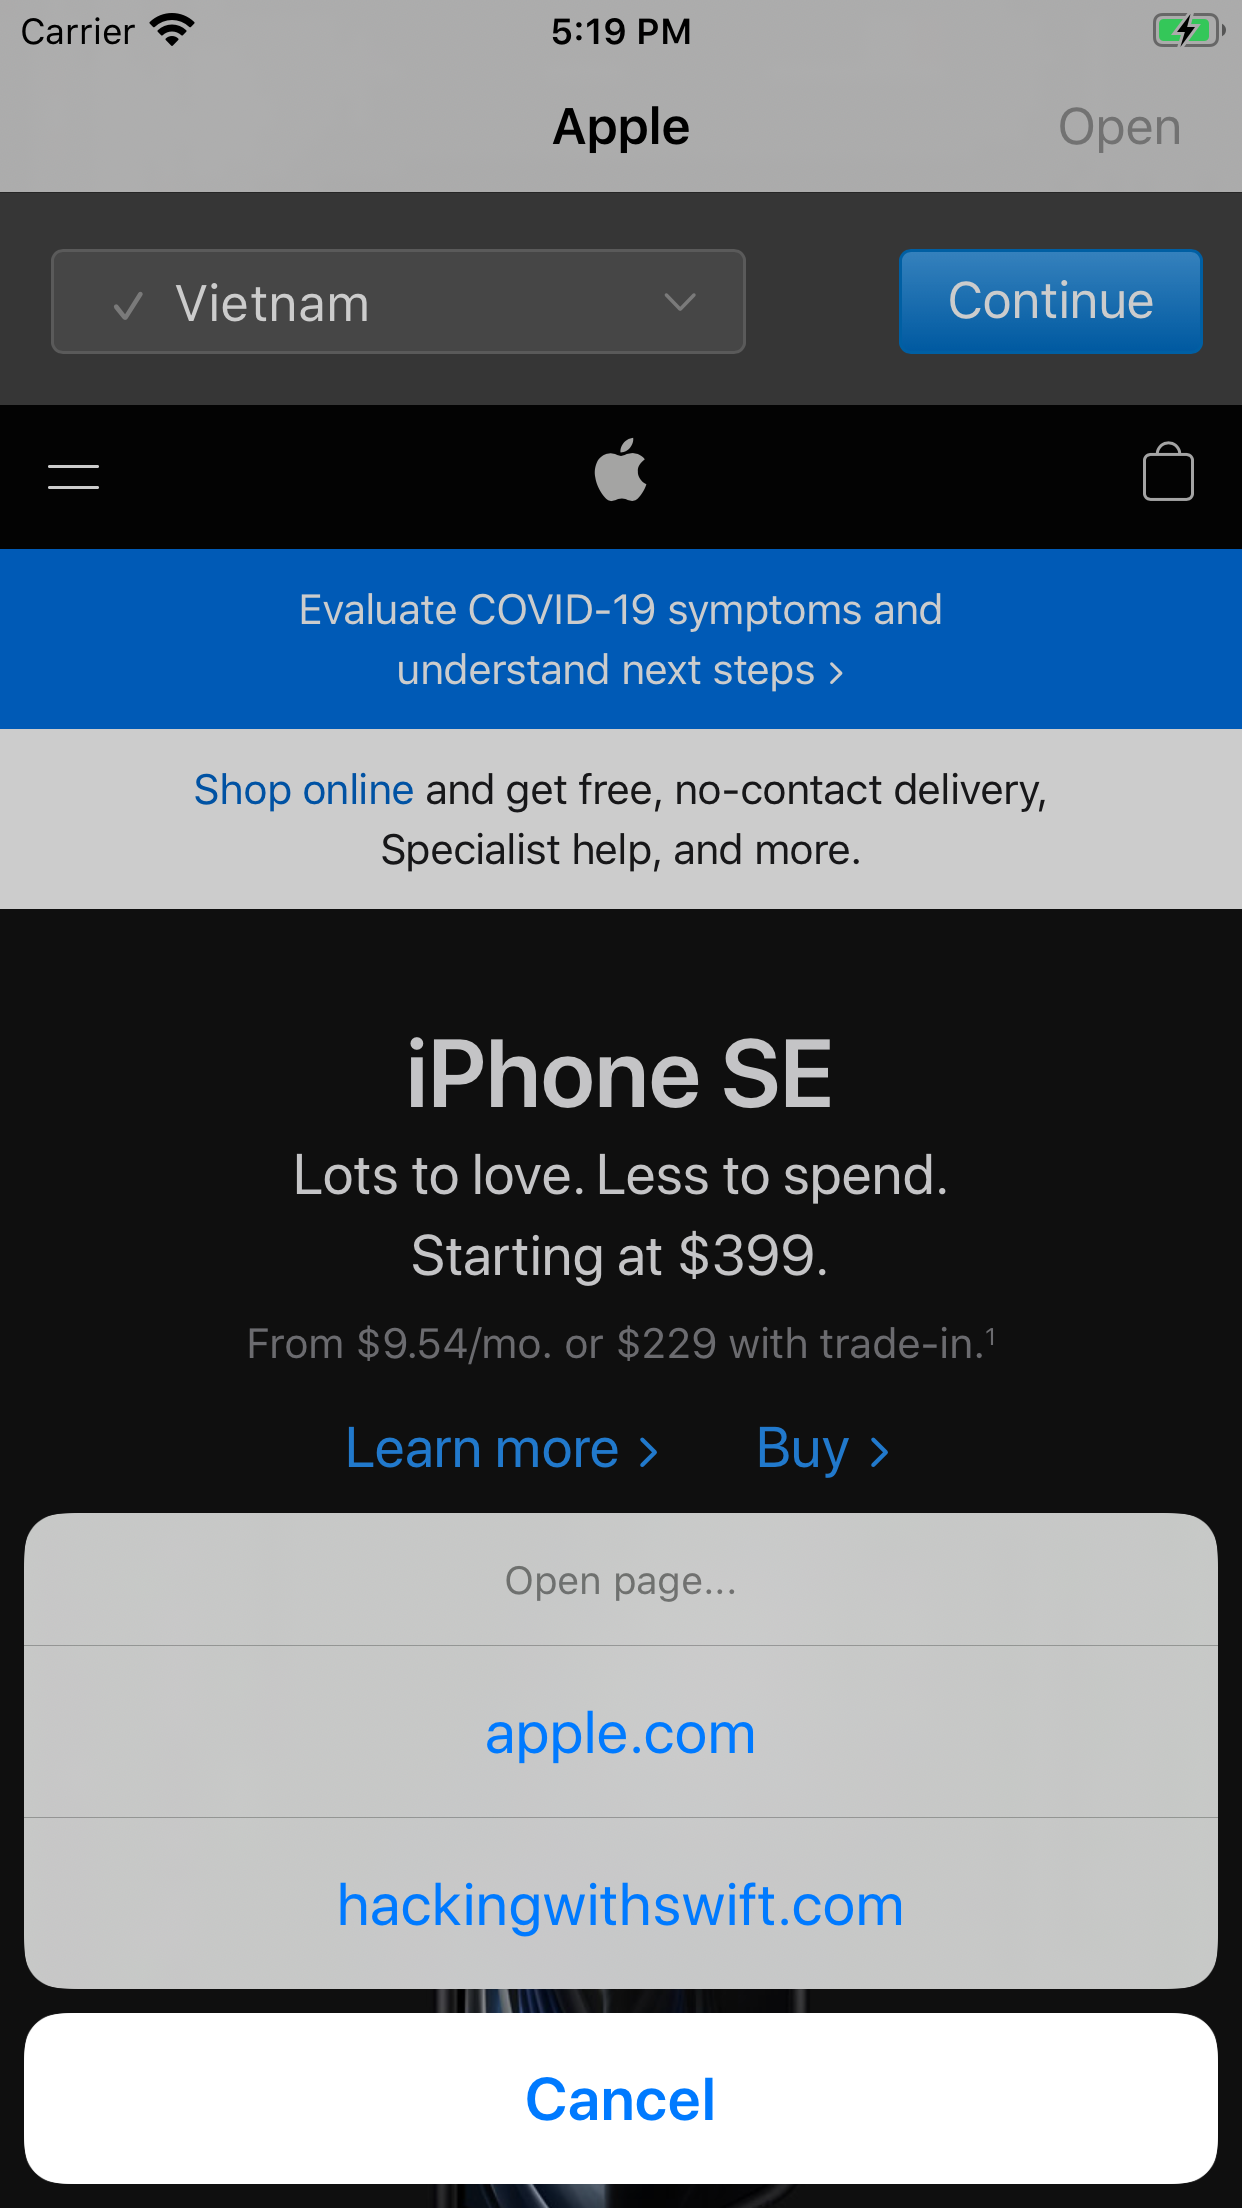 Carrier 5:19 PM
Apple Open
Vietnam Continue
Evaluate COVID-19 symptoms and
understand next steps >
Shop online and get free, no-contact delivery,
Specialist help, and more.
iPhone SE
Lots to love. Less to spend.
Starting at $399.
From $9.54/mo. or $229 with trade-in.¹
Learn more > Buy >
Open page...
apple.com
hackingwithswift.com
Cancel